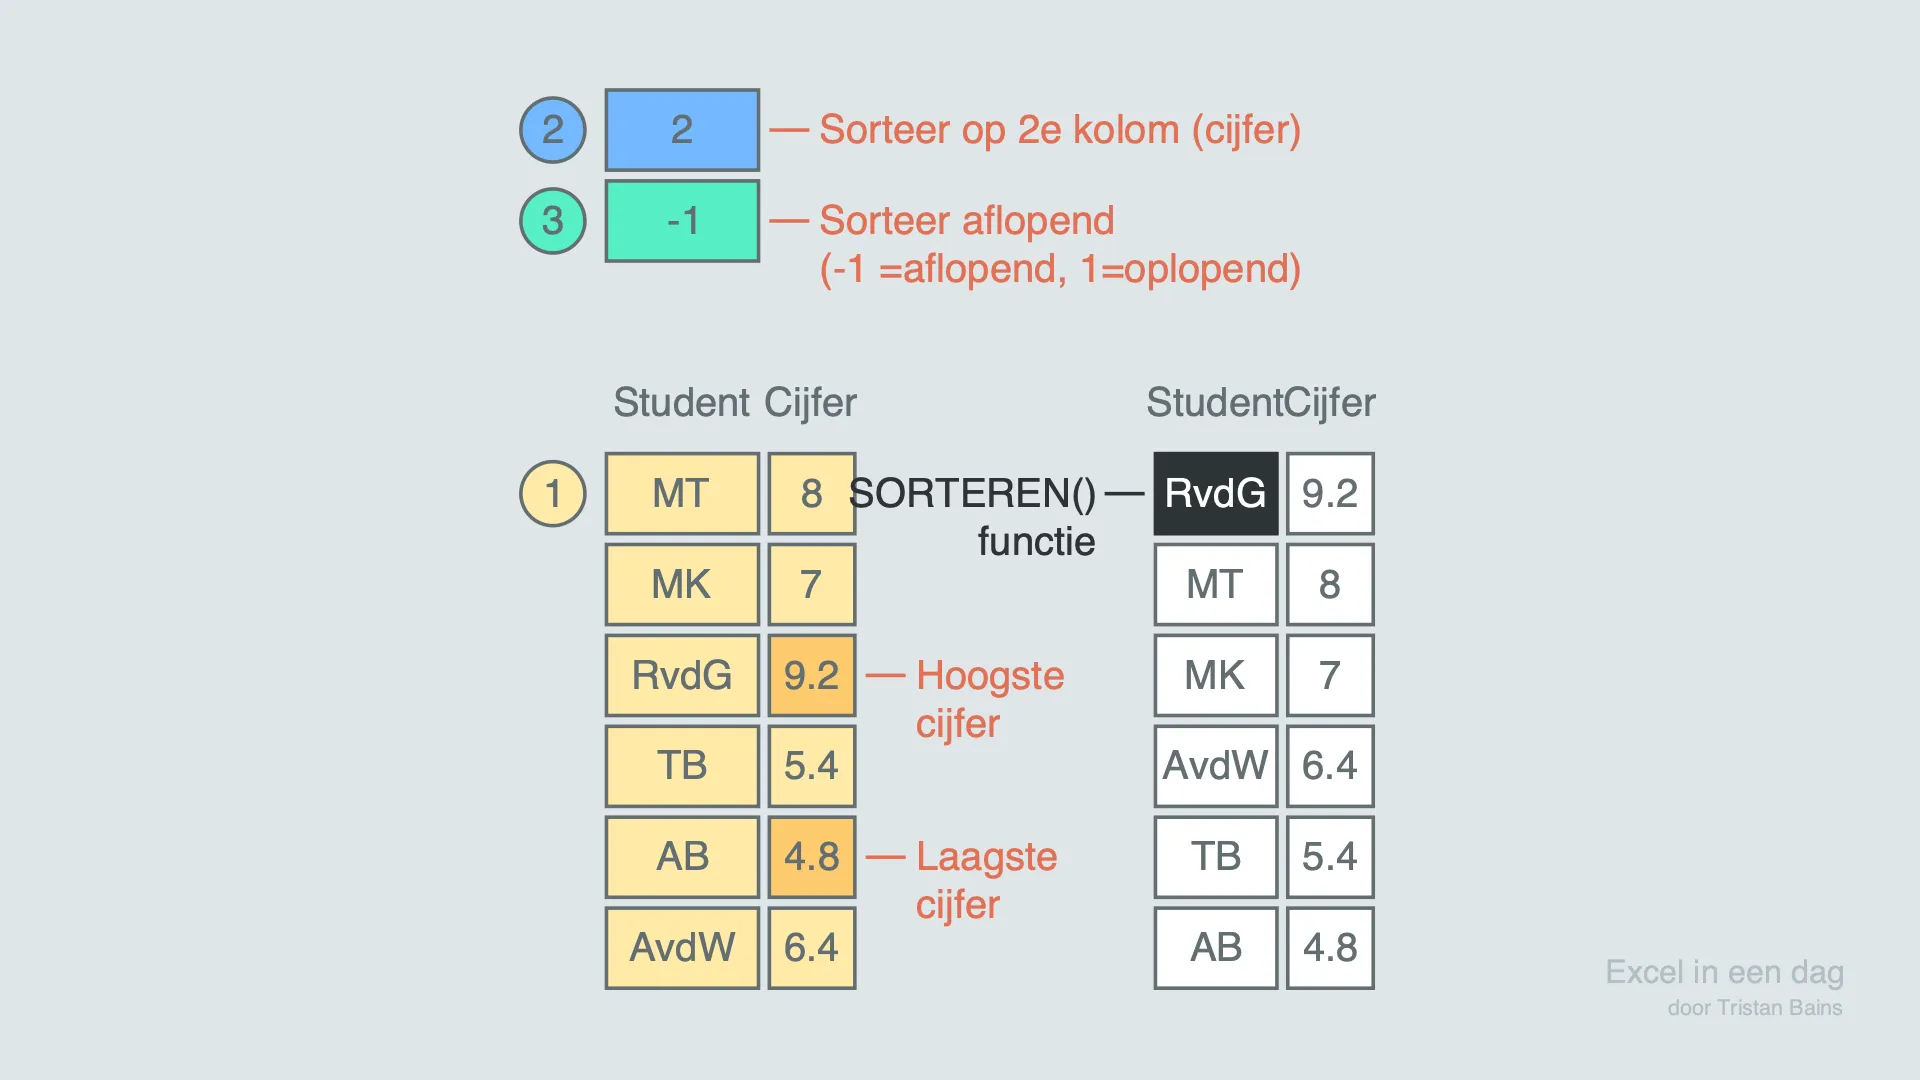 2 2 Sorteer op 2e kolom (cijfer)
3 -1 Sorteer aflopend
(-1 =aflopend, 1=oplopend)
Student Cijfer Student Cijfer
1 MT 8 SORTEREN() RvdG 9.2
functie
MK 7 MT 8
RvdG 9.2 Hoogste MK 7
cijfer
TB 5.4 AvdW 6.4
AB 4.8 Laagste TB 5.4
cijfer
AvdW 6.4 AB 4.8
Excel in een dag
door Tristan Bains